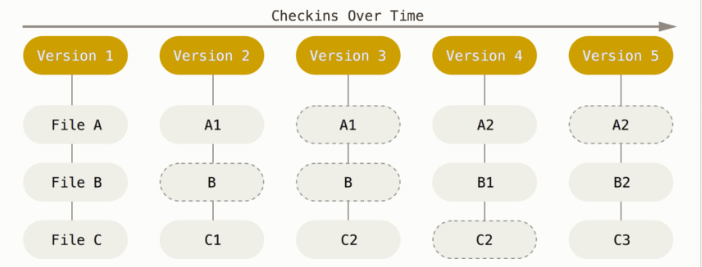 Checkins Over Time
Version 1 Version 2 Version 3 Version 4 Version 5
File A A1 A1 A2 A2
File B B B B1 B2
File C C1 C2 C2 C3